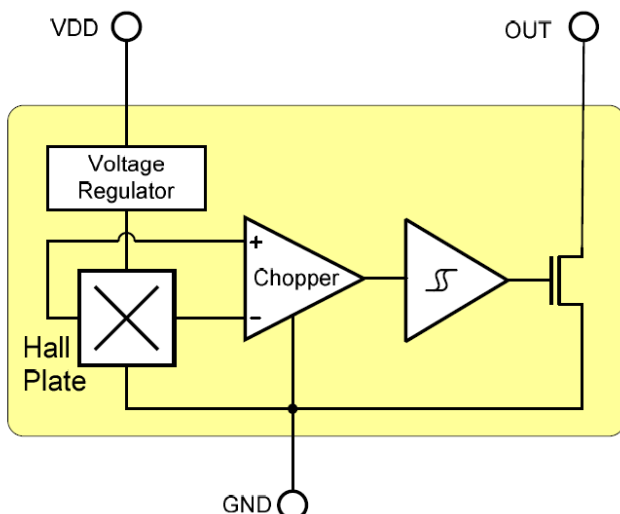 VDD
OUT
Voltage
Regulator
+
Chopper
-
Hall
Plate
GND